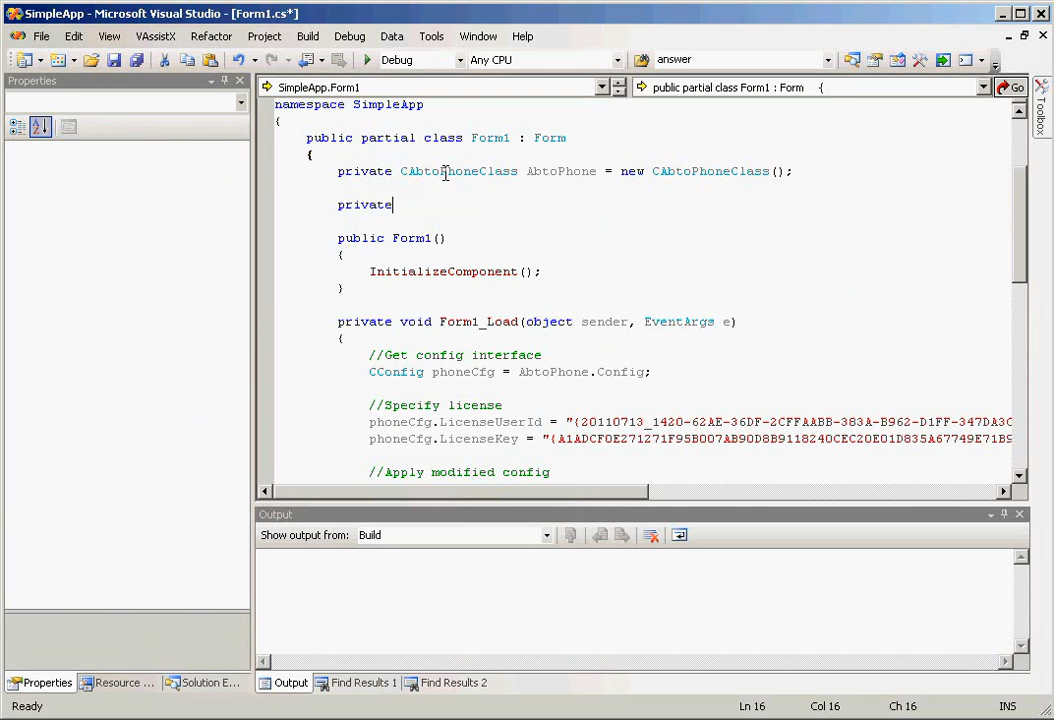 SimpleApp - Microsoft Visual Studio - [Form1.cs*]
File Edit View VAssistX Refactor Project Build Debug Data Tools Window Help
Debug Any CPU answer
Properties
SimpleApp.Form1 public partial class Form1 : Form { Go
Toolbox
namespace SimpleApp
{
public partial class Form1 : Form
{
private CAbtoPhoneClass AbtoPhone = new CAbtoPhoneClass();
private
public Form1()
{
InitializeComponent();
}
private void Form1_Load(object sender, EventArgs e)
{
//Get config interface
CConfig phoneCfg = AbtoPhone.Config;
//Specify license
phoneCfg.LicenseUserId = "{20110713_1420-62AE-36DF-2CFFAABB-383A-B962-D1FF-347DA3C
phoneCfg.LicenseKey = "{A1ADCF0E271271F95B007AB90D8B9118240CEC20E01D835A67749E71B9
//Apply modified config
Output
Show output from: Build
Properties Resource ... Solution E... Output Find Results 1 Find Results 2
Ready Ln 16 Col 16 Ch 16 INS